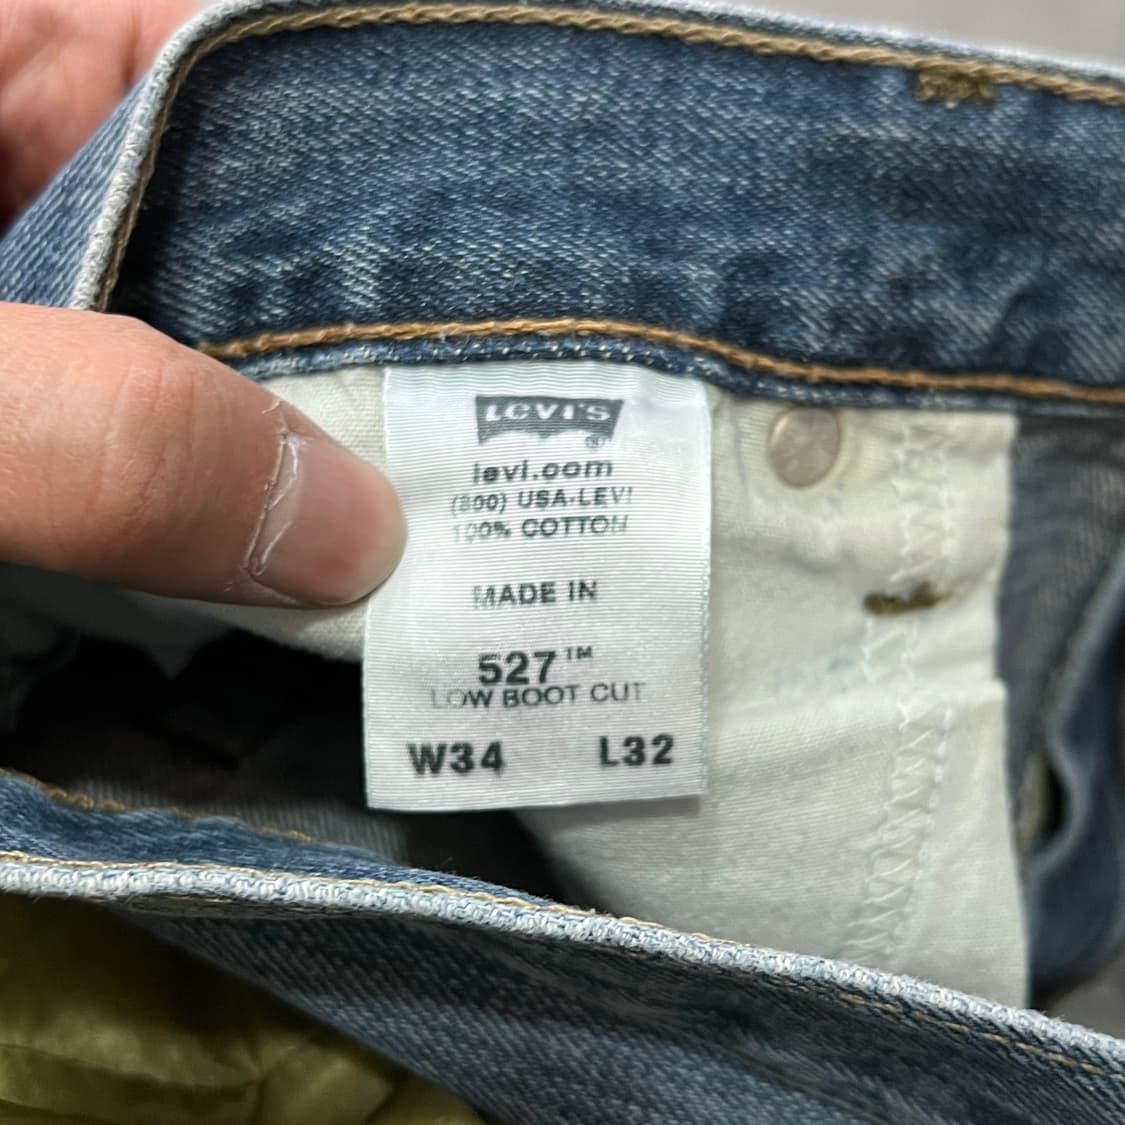 LEVI'S
®
levi.com
(800) USA-LEVI
100% COTTON
MADE IN
527™
LOW BOOT CUT
W34 L32